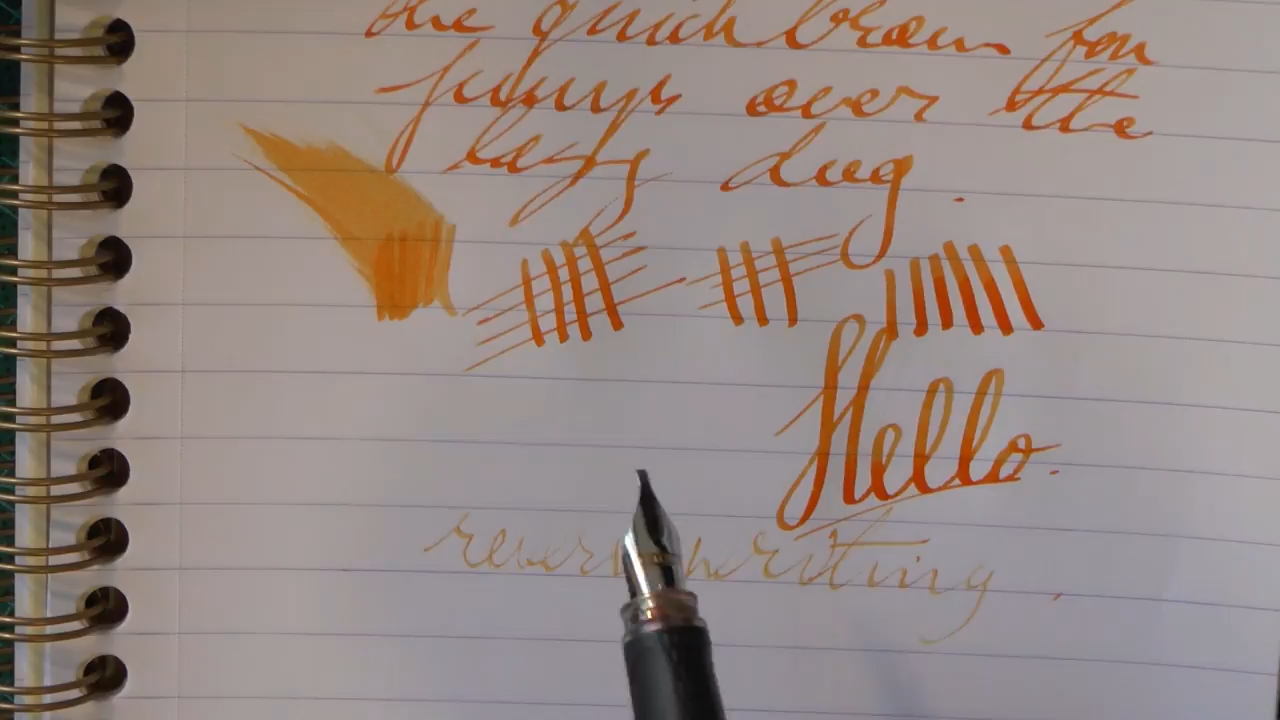 the quick brown fox
jumps over the
lazy dog.
Hello.
writing,